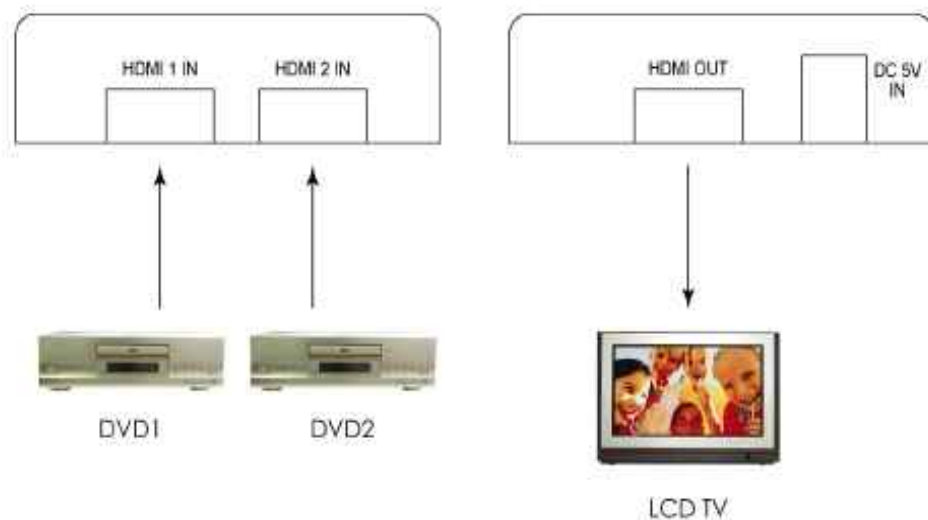 HDMI 1 IN
HDMI 2 IN
HDMI OUT
DC 5V
IN
DVD1
DVD2
LCD TV